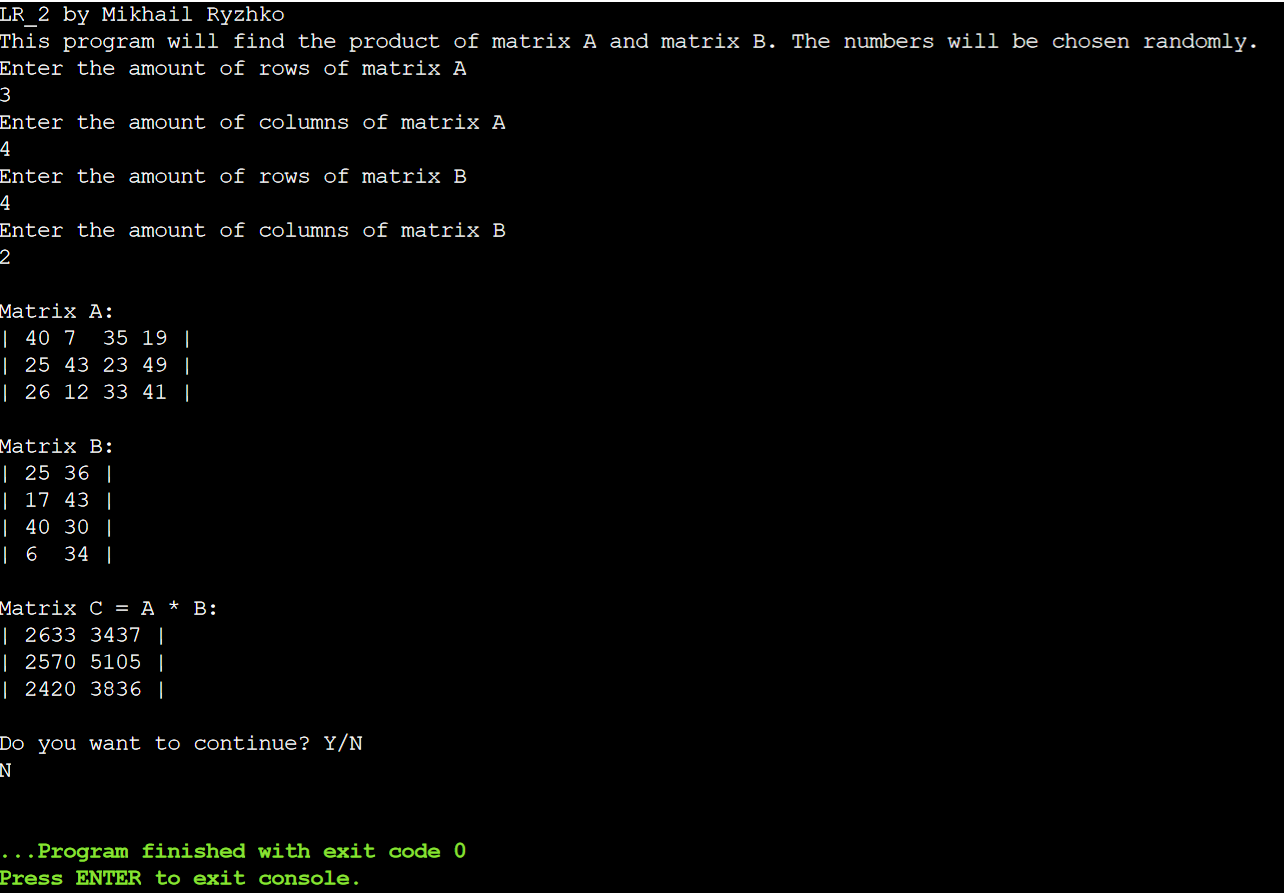 LR_2 by Mikhail Ryzhko
This program will find the product of matrix A and matrix B. The numbers will be chosen randomly.
Enter the amount of rows of matrix A
3
Enter the amount of columns of matrix A
4
Enter the amount of rows of matrix B
4
Enter the amount of columns of matrix B
2
Matrix A:
| 40 7  35 19 |
| 25 43 23 49 |
| 26 12 33 41 |
Matrix B:
| 25 36 |
| 17 43 |
| 40 30 |
| 6  34 |
Matrix C = A * B:
| 2633 3437 |
| 2570 5105 |
| 2420 3836 |
Do you want to continue? Y/N
N
...Program finished with exit code 0
Press ENTER to exit console.